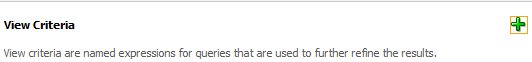 View Criteria
View criteria are named expressions for queries that are used to further refine the results.